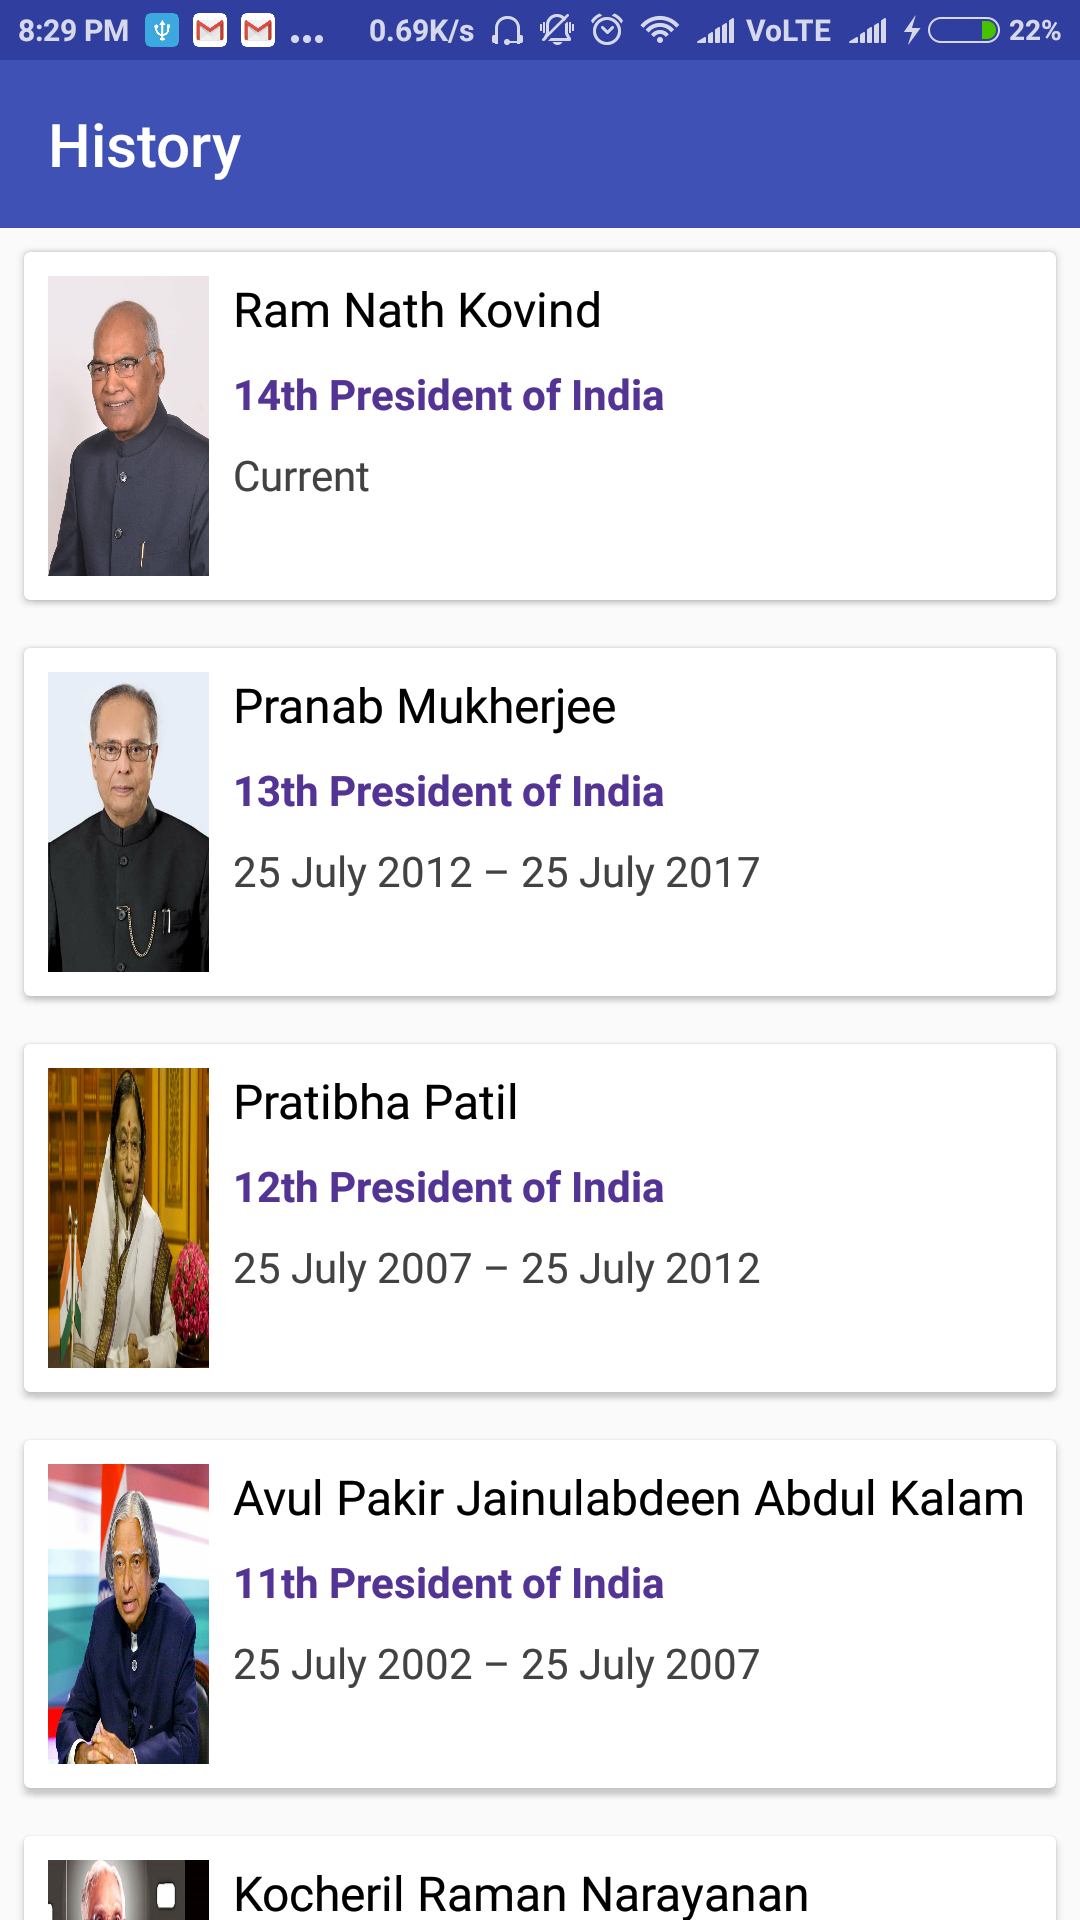 8:29 PM ... 0.69K/s VoLTE 22%
History
Ram Nath Kovind
14th President of India
Current
Pranab Mukherjee
13th President of India
25 July 2012 – 25 July 2017
Pratibha Patil
12th President of India
25 July 2007 – 25 July 2012
Avul Pakir Jainulabdeen Abdul Kalam
11th President of India
25 July 2002 – 25 July 2007
Kocheril Raman Narayanan